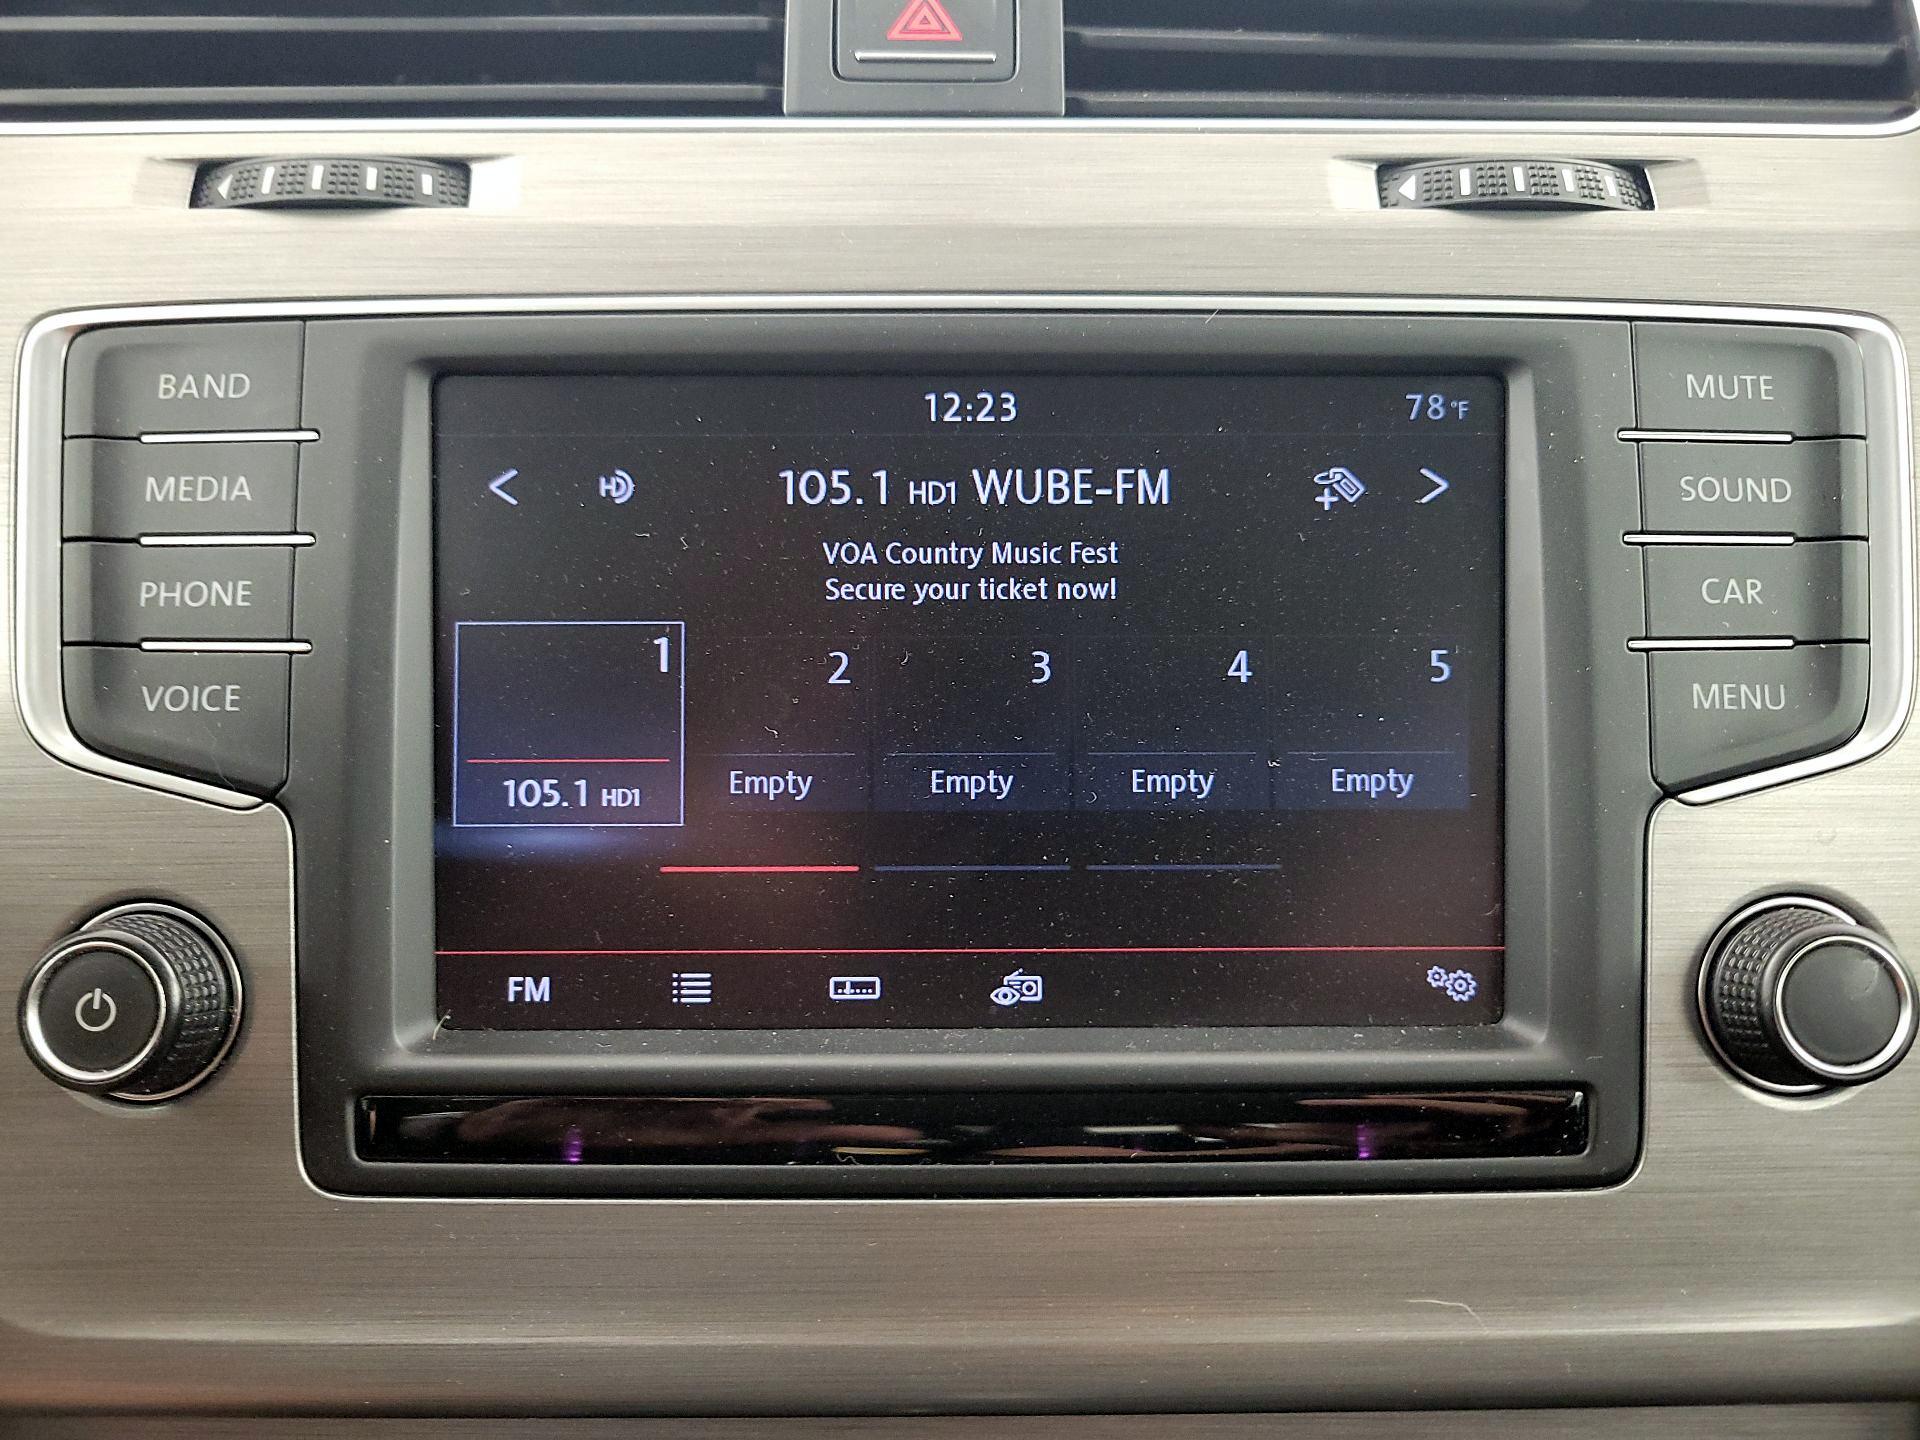 BAND
MEDIA
PHONE
VOICE
12:23
78°F
HD
105.1 HD1 WUBE-FM
VOA Country Music Fest
Secure your ticket now!
1
2
3
4
5
105.1 HD1
Empty
Empty
Empty
Empty
FM
MUTE
SOUND
CAR
MENU